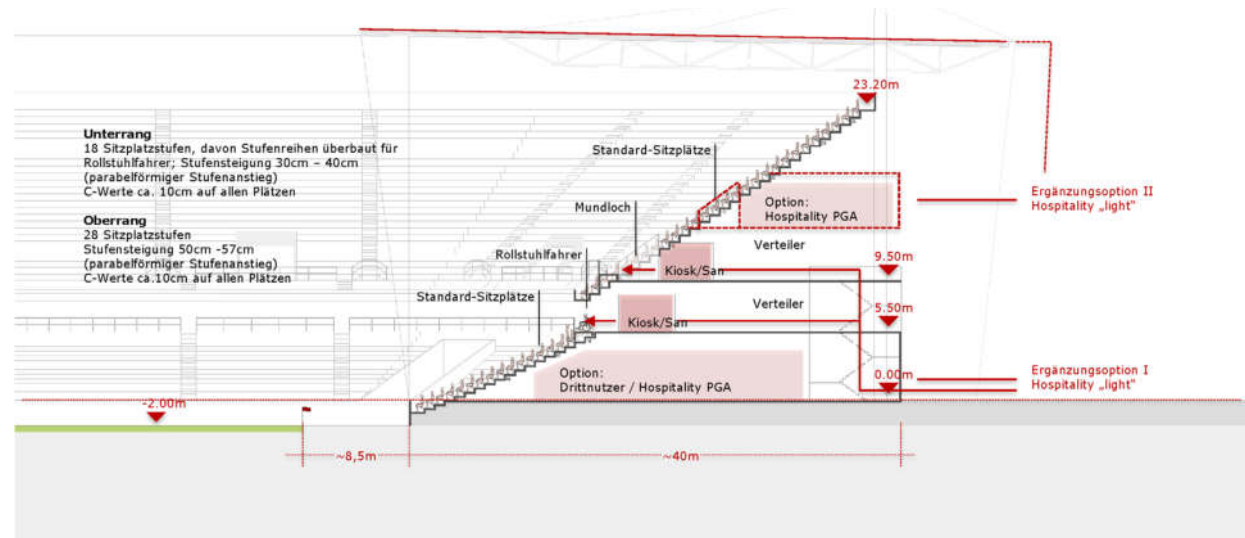 Unterrang
18 Sitzplatzstufen, davon Stufenreihen überbaut für
Rollstuhlfahrer; Stufensteigung 30cm – 40cm
(parabelförmiger Stufenanstieg)
C-Werte ca. 10cm auf allen Plätzen
Oberrang
28 Sitzplatzstufen
Stufensteigung 50cm -57cm
(parabelförmiger Stufenanstieg)
C-Werte ca.10cm auf allen Plätzen
23.20m
Standard-Sitzplätze
Mundloch
Rollstuhlfahrer
Standard-Sitzplätze
Option:
Hospitality PGA
Verteiler
Kiosk/San
9.50m
Verteiler
5.50m
Kiosk/San
Option:
Drittnutzer / Hospitality PGA
0.00m
-2.00m
Ergänzungsoption II
Hospitality „light"
Ergänzungsoption I
Hospitality „light"
~8,5m
~40m